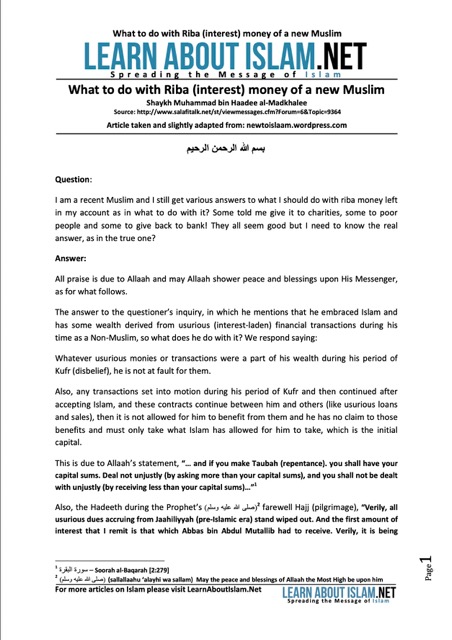 What to do with Riba (interest) money of a new Muslim
LEARN ABOUT ISLAM.NET
Spreading the Message of Islam
What to do with Riba (interest) money of a new Muslim
Shaykh Muhammad bin Haadee al-Madkhalee
Source: http://www.salafitalk.net/st/viewmessages.cfm?Forum=6&Topic=9364
Article taken and slightly adapted from: newtoislaam.wordpress.com
بسم الله الرحمن الرحيم
Question:
I am a recent Muslim and I still get various answers to what I should do with riba money left
in my account as in what to do with it? Some told me give it to charities, some to poor
people and some to give back to bank! They all seem good but I need to know the real
answer, as in the true one?
Answer:
All praise is due to Allaah and may Allaah shower peace and blessings upon His Messenger,
as for what follows.
The answer to the questioner's inquiry, in which he mentions that he embraced Islam and
has some wealth derived from usurious (interest-laden) financial transactions during his
time as a Non-Muslim, so what does he do with it? We respond saying:
Whatever usurious monies or transactions were a part of his wealth during his period of
Kufr (disbelief), he is not at fault for them.
Also, any transactions set into motion during his period of Kufr and then continued after
accepting Islam, and these contracts continue between him and others (like usurious loans
and sales), then it is not allowed for him to benefit from them and he has no claim to those
benefits and must only take what Islam has allowed for him to take, which is the initial
capital.
This is due to Allaah's statement, "... and if you make Taubah (repentance). you shall have your
capital sums. Deal not unjustly (by asking more than your capital sums), and you shall not be dealt
with unjustly (by receiving less than your capital sums)..."1
Also, the Hadeeth during the Prophet's (صلى الله عليه وسلم)2 farewell Hajj (pilgrimage), "Verily, all
usurious dues accruing from Jaahiliyyah (pre-Islamic era) stand wiped out. And the first amount of
interest that I remit is that which Abbas bin Abdul Mutallib had to receive. Verily, it is being
1 سورة البقرة – Soorah al-Baqarah [2:279]
2 (صلى الله عليه وسلم) (sallallaahu 'alayhi wa sallam) May the peace and blessings of Allaah the Most High be upon him
For more articles on Islam please visit LearnAboutIslam.Net
LEARN ABOUT ISLAM.NET
Spreading the Message of Islam
Page 1